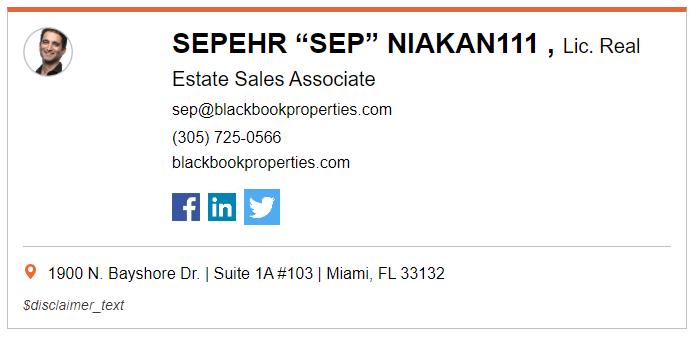 SEPEHR “SEP” NIAKAN111 , Lic. Real
Estate Sales Associate
sep@blackbookproperties.com
(305) 725-0566
blackbookproperties.com
f in
1900 N. Bayshore Dr. | Suite 1A #103 | Miami, FL 33132
$disclaimer_text